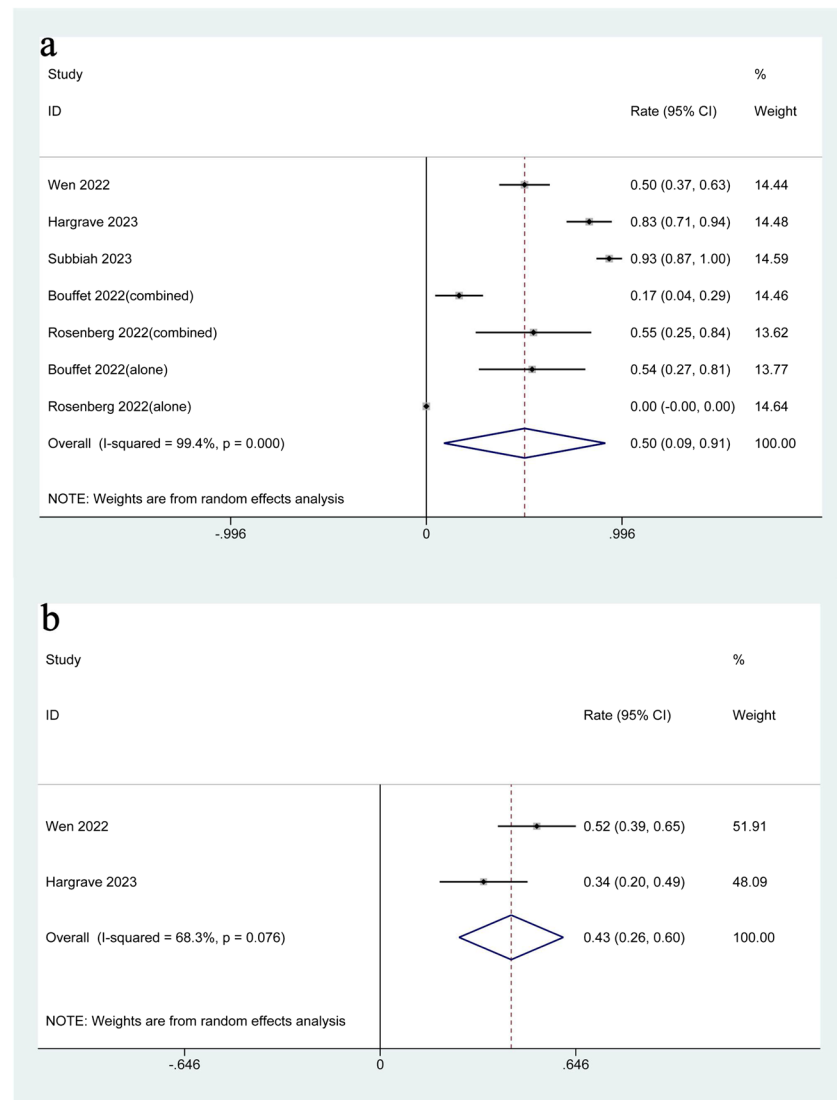 a
Study %
ID Rate (95% CI) Weight
Wen 2022 0.50 (0.37, 0.63) 14.44
Hargrave 2023 0.83 (0.71, 0.94) 14.48
Subbiah 2023 0.93 (0.87, 1.00) 14.59
Bouffet 2022(combined) 0.17 (0.04, 0.29) 14.46
Rosenberg 2022(combined) 0.55 (0.25, 0.84) 13.62
Bouffet 2022(alone) 0.54 (0.27, 0.81) 13.77
Rosenberg 2022(alone) 0.00 (-0.00, 0.00) 14.64
Overall (I-squared = 99.4%, p = 0.000) 0.50 (0.09, 0.91) 100.00
NOTE: Weights are from random effects analysis
-.996 0 .996
b
Study %
ID Rate (95% CI) Weight
Wen 2022 0.52 (0.39, 0.65) 51.91
Hargrave 2023 0.34 (0.20, 0.49) 48.09
Overall (I-squared = 68.3%, p = 0.076) 0.43 (0.26, 0.60) 100.00
NOTE: Weights are from random effects analysis
-.646 0 .646